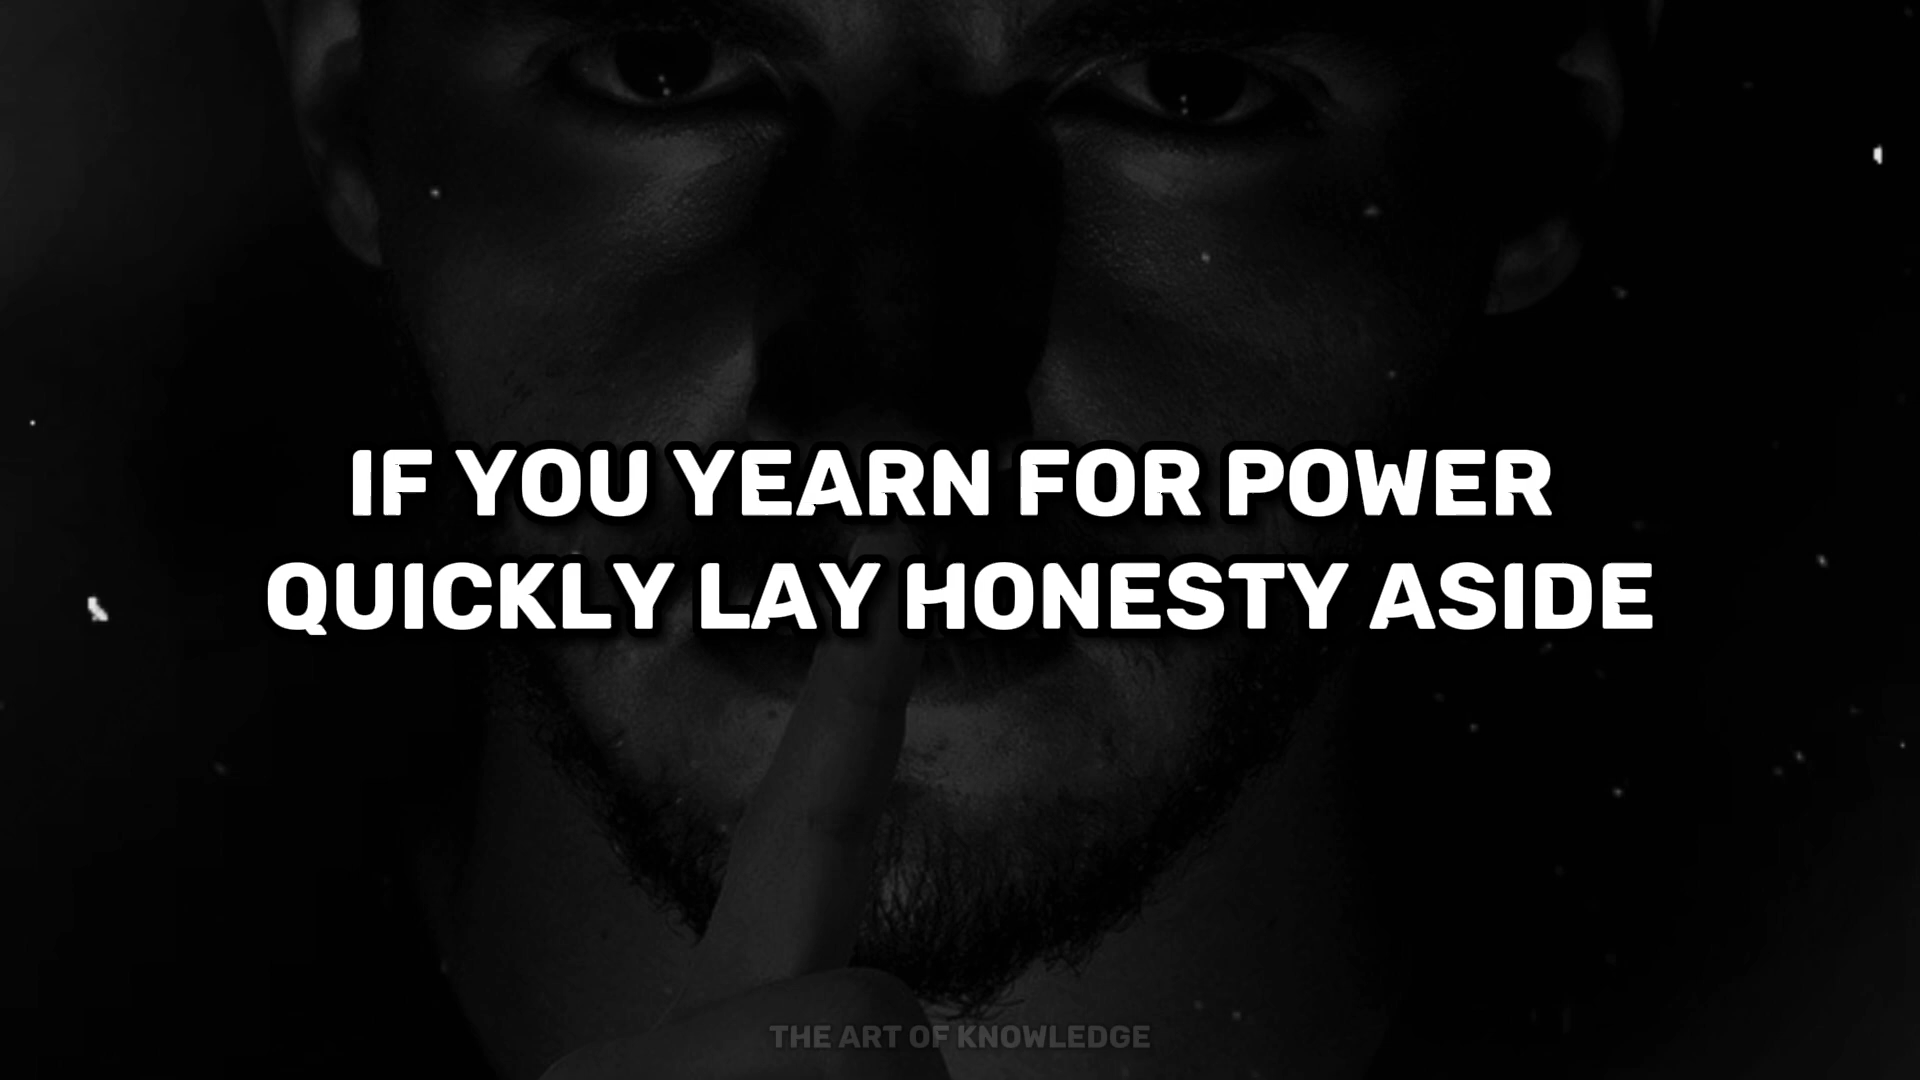 IF YOU YEARN FOR POWER
QUICKLY LAY HONESTY ASIDE
THE ART OF KNOWLEDGE